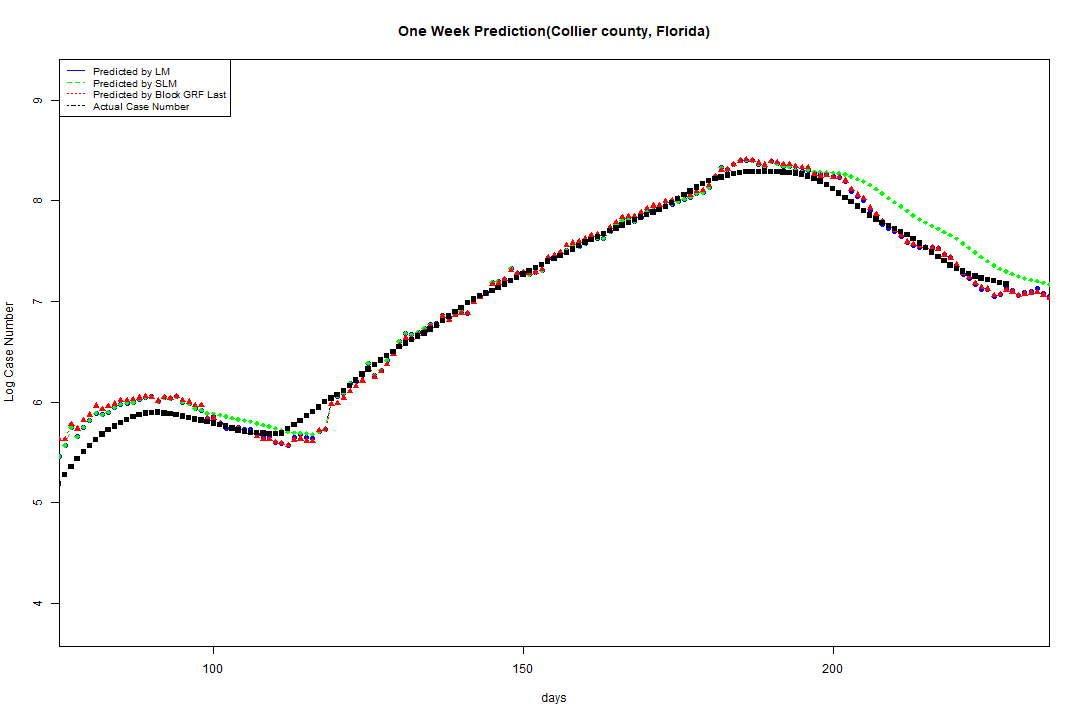 One Week Prediction(Collier county, Florida)
Predicted by LM
Predicted by SLM
Predicted by Block GRF Last
Actual Case Number
9
8
7
6
5
4
Log Case Number
100
150
200
days